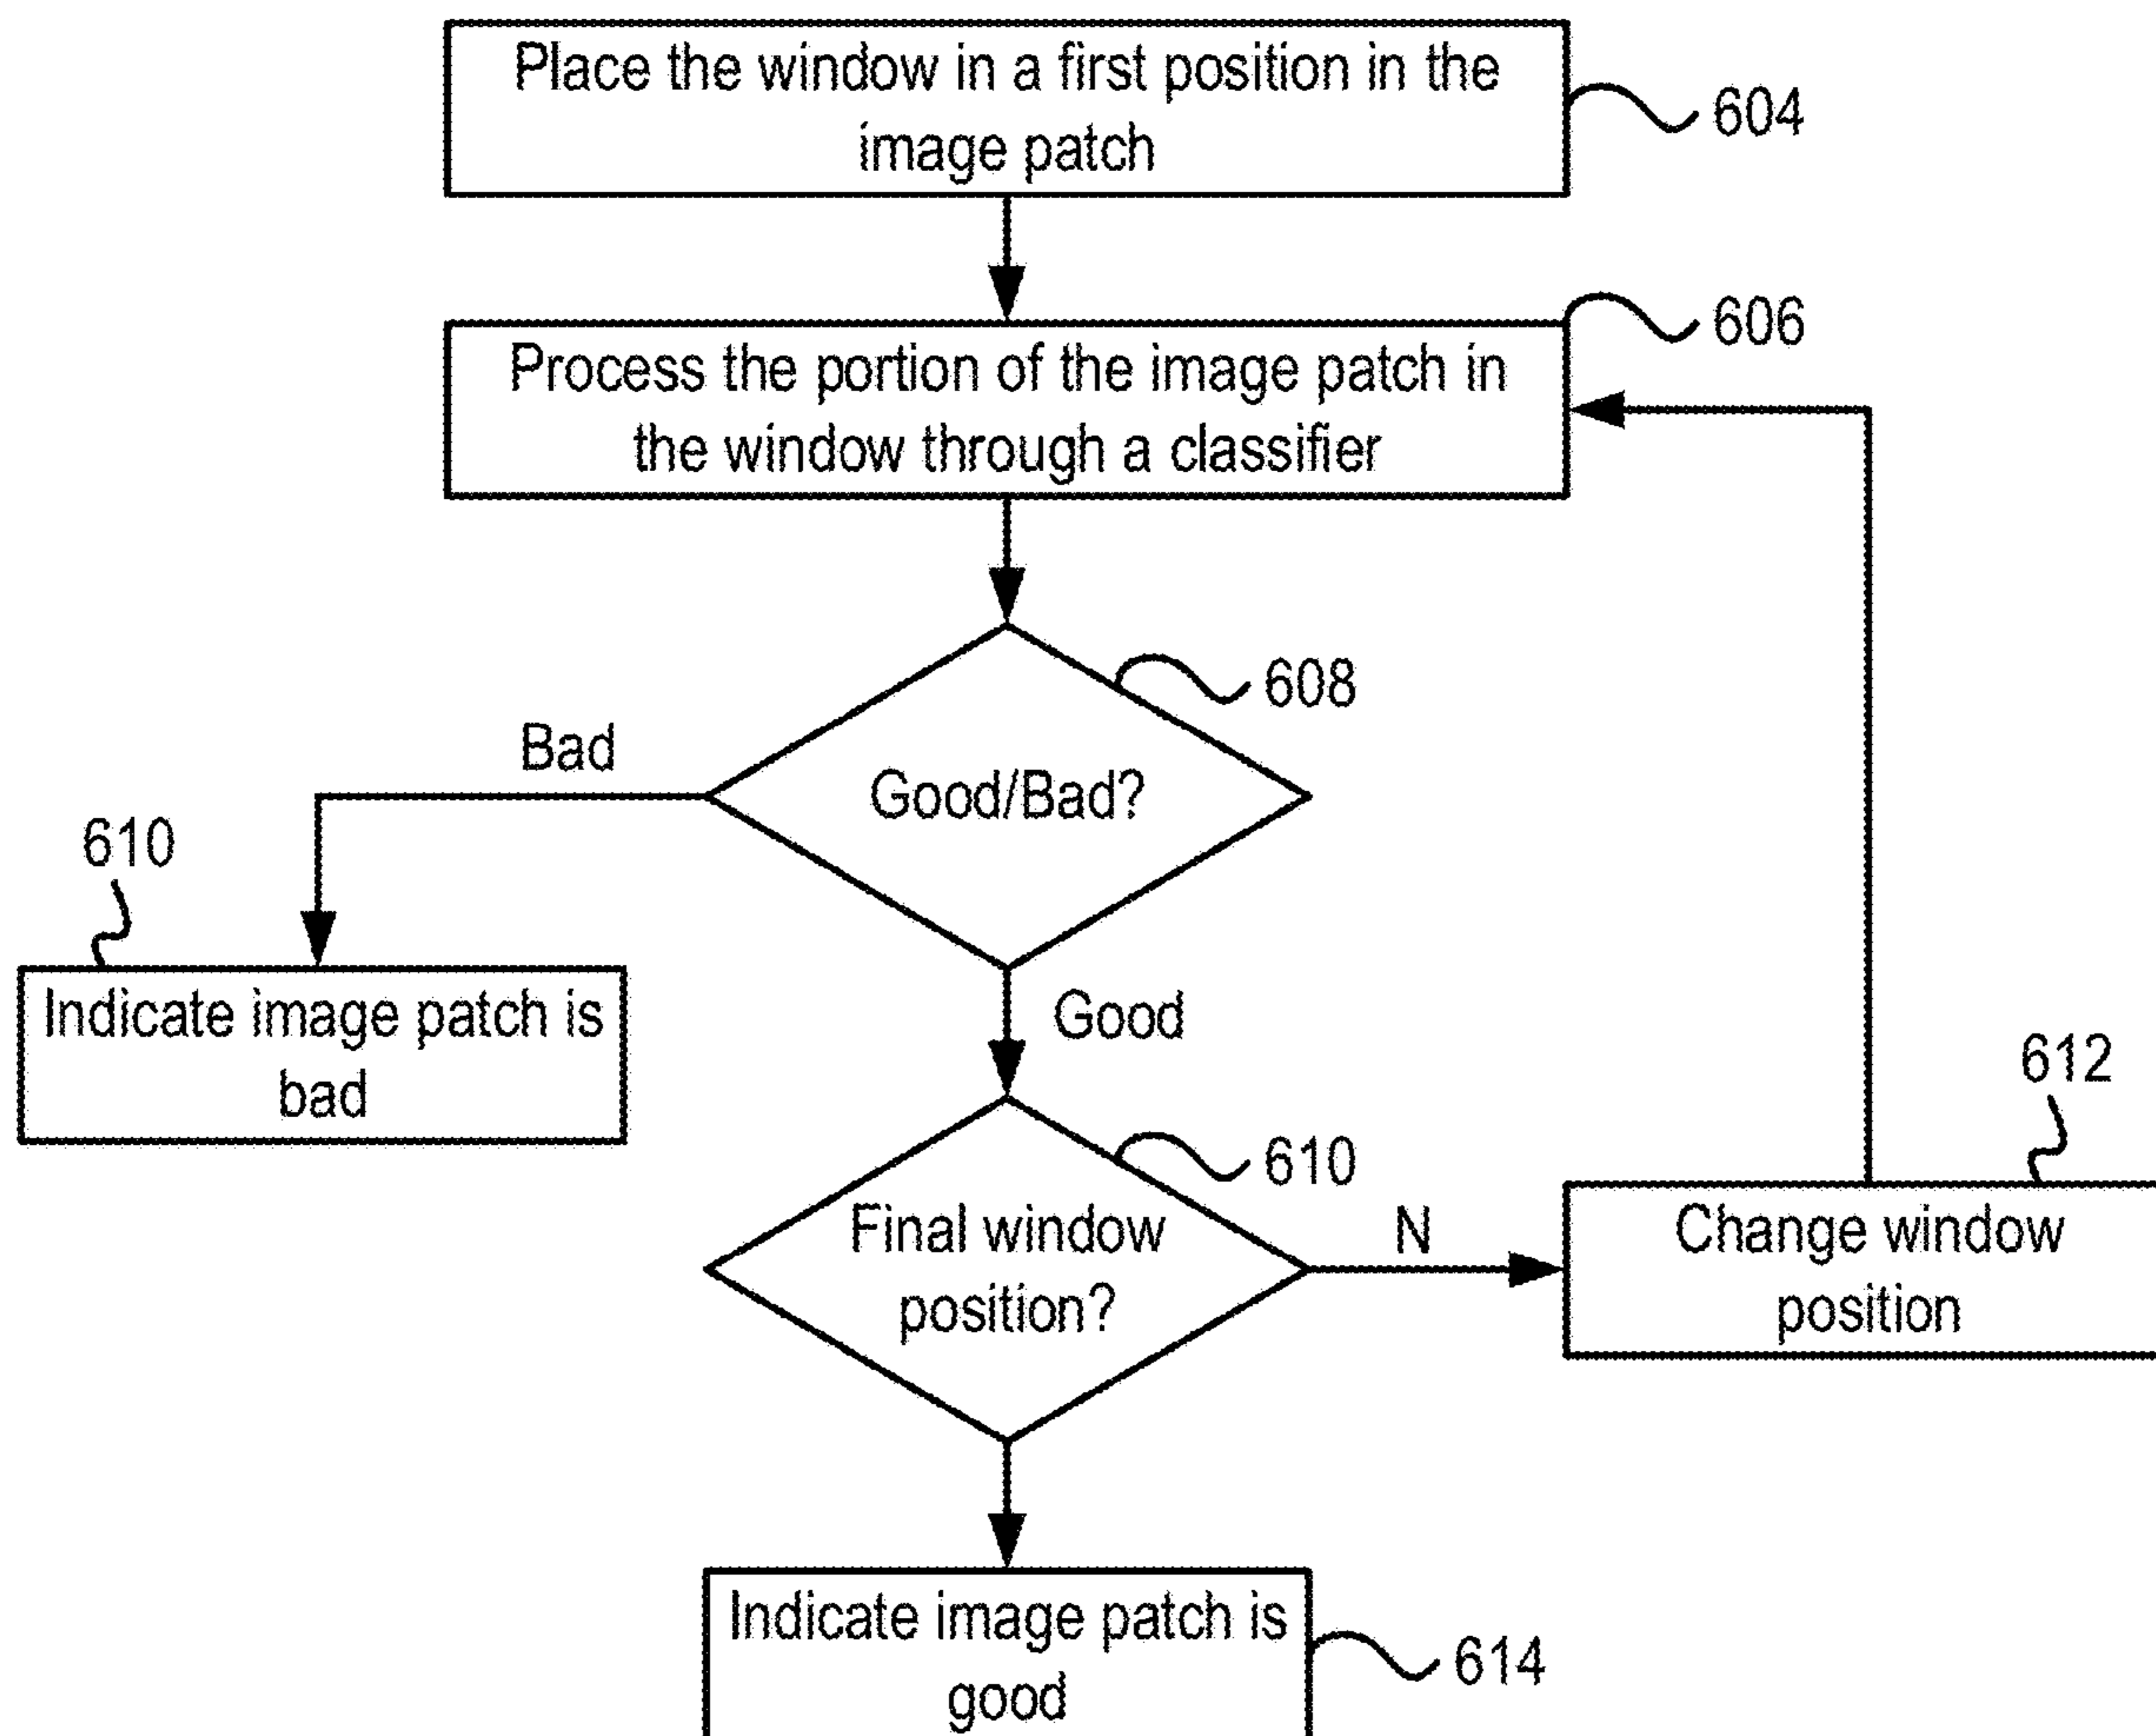 Place the window in a first position in the
image patch
604
606
Process the portion of the image patch in
the window through a classifier
608
Bad
Good/Bad?
610
Indicate image patch is
bad
Good
612
610
Final window
position?
N
Change window
position
Indicate image patch is
good
614